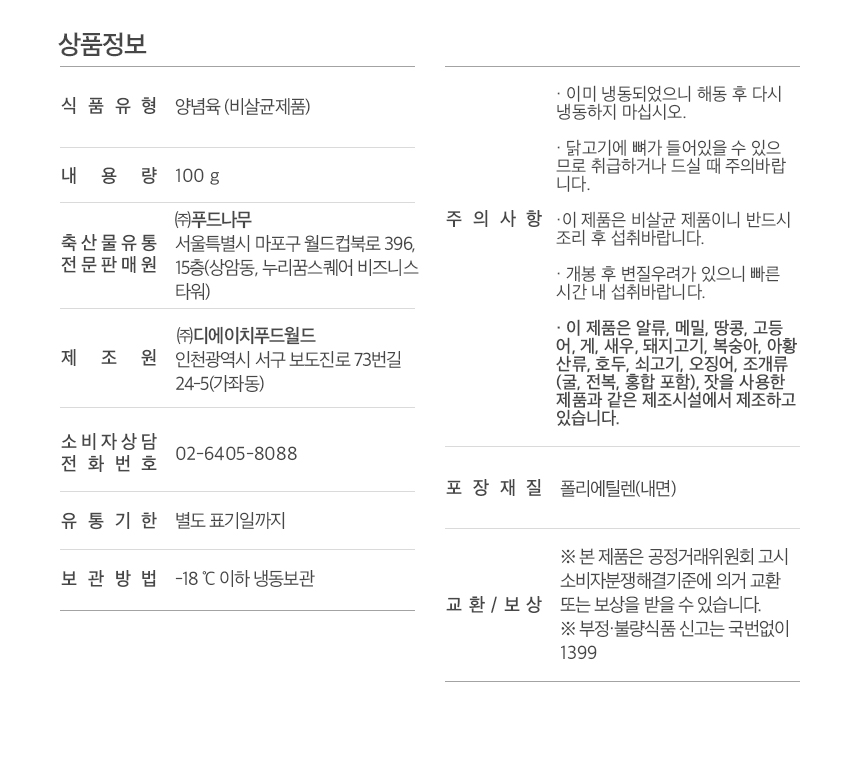 상품정보
식품유형 양념육 (비살균제품)
내용량 100 g
축산물유통
전문판매원
㈜푸드나무
서울특별시 마포구 월드컵북로 396,
15층(상암동, 누리꿈스퀘어 비즈니스
타워)
제조원
㈜디에이치푸드월드
인천광역시 서구 보도진로 73번길
24-5(가좌동)
소비자상담
전화번호
02-6405-8088
유통기한 별도 표기일까지
보관방법 -18 ℃ 이하 냉동보관
주의사항
· 이미 냉동되었으니 해동 후 다시
냉동하지 마십시오.
· 닭고기에 뼈가 들어있을 수 있으
므로 취급하거나 드실 때 주의바랍
니다.
·이 제품은 비살균 제품이니 반드시
조리 후 섭취바랍니다.
· 개봉 후 변질우려가 있으니 빠른
시간 내 섭취바랍니다.
· 이 제품은 알류, 메밀, 땅콩, 고등
어, 게, 새우, 돼지고기, 복숭아, 아황
산류, 호두, 쇠고기, 오징어, 조개류
(굴, 전복, 홍합 포함), 잣을 사용한
제품과 같은 제조시설에서 제조하고
있습니다.
포장재질 폴리에틸렌(내면)
교환/보상
※ 본 제품은 공정거래위원회 고시
소비자분쟁해결기준에 의거 교환
또는 보상을 받을 수 있습니다.
※ 부정·불량식품 신고는 국번없이
1399